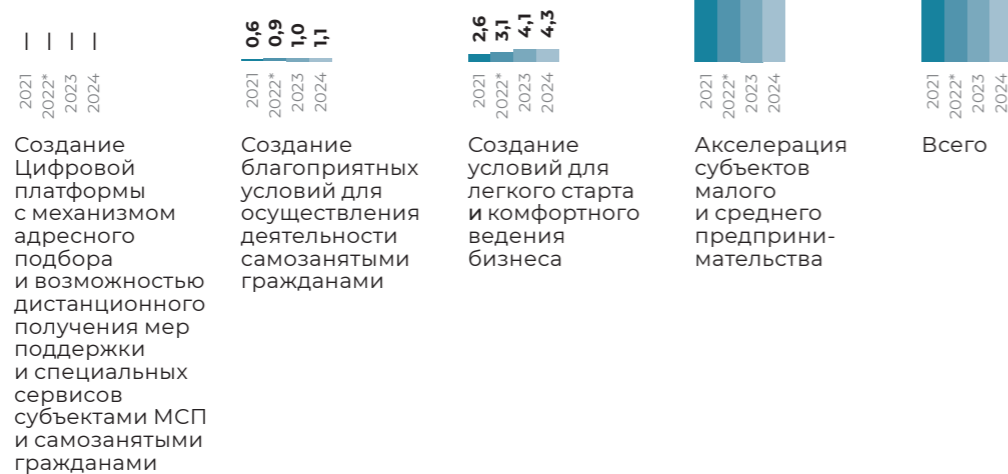 — — — —
0,6 0,9 1,0 1,1
2,6 3,1 4,1 4,3
2021 2022* 2023 2024
2021 2022* 2023 2024
2021 2022* 2023 2024
2021 2022* 2023 2024
2021 2022* 2023 2024
Создание
Цифровой
платформы
с механизмом
адресного
подбора
и возможностью
дистанционного
получения мер
поддержки
и специальных
сервисов
субъектами МСП
и самозанятыми
гражданами
Создание
благоприятных
условий для
осуществления
деятельности
самозанятыми
гражданами
Создание
условий для
легкого старта
и комфортного
ведения
бизнеса
Акселерация
субъектов
малого
и среднего
предприни-
мательства
Всего